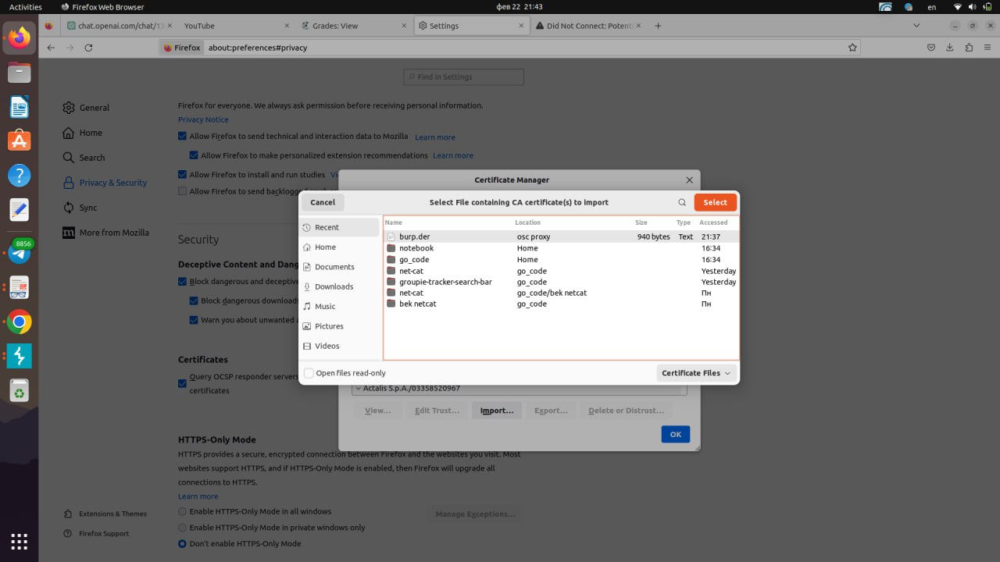 Activities Firefox Web Browser фев 22 21:43 en
chat.openai.com/chat/13 YouTube Grades: View Settings Did Not Connect: Potent
Firefox about:preferences#privacy
Find in Settings
General
Home
Search
Privacy & Security
Sync
More from Mozilla
Extensions & Themes
Firefox Support
8856
Firefox for everyone. We always ask permission before receiving personal information.
Privacy Notice
Allow Firefox to send technical and interaction data to Mozilla Learn more
Allow Firefox to make personalized extension recommendations Learn more
Allow Firefox to install and run studies
Allow Firefox to send backlogged
Security
Deceptive Content and Dang
Block dangerous and deceptive
Block dangerous downloads
Warn you about unwanted a
Certificates
Query OCSP responder servers
certificates
HTTPS-Only Mode
HTTPS provides a secure, encrypted connection between Firefox and the websites you visit. Most
websites support HTTPS, and if HTTPS-Only Mode is enabled, then Firefox will upgrade all
connections to HTTPS.
Learn more
Enable HTTPS-Only Mode in all windows
Manage Exceptions...
Enable HTTPS-Only Mode in private windows only
Don't enable HTTPS-Only Mode
Certificate Manager
Cancel Select File containing CA certificate(s) to import Select
Recent
Home
Documents
Downloads
Music
Pictures
Videos
Name Location Size Type Accessed
burp.der osc proxy 940 bytes Text 21:37
notebook Home 16:34
go_code Home 16:34
net-cat go_code Yesterday
groupie-tracker-search-bar go_code Yesterday
net-cat go_code/bek netcat Пн
bek netcat go_code Пн
Open files read-only Certificate Files
Actalis S.p.A./03358520967
View... Edit Trust... Import... Export... Delete or Distrust...
OK